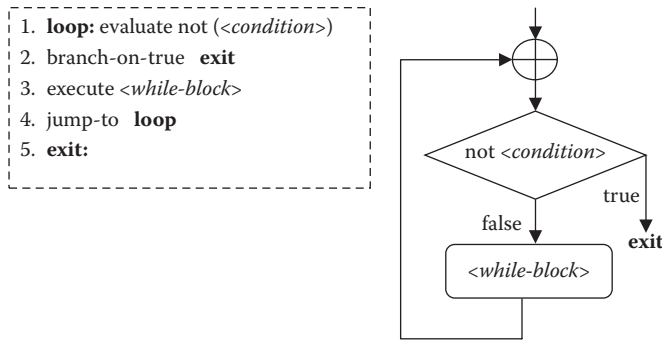 1. loop: evaluate not (<condition>)
2. branch-on-true exit
3. execute <while-block>
4. jump-to loop
5. exit:
not <condition>
true
false
exit
<while-block>